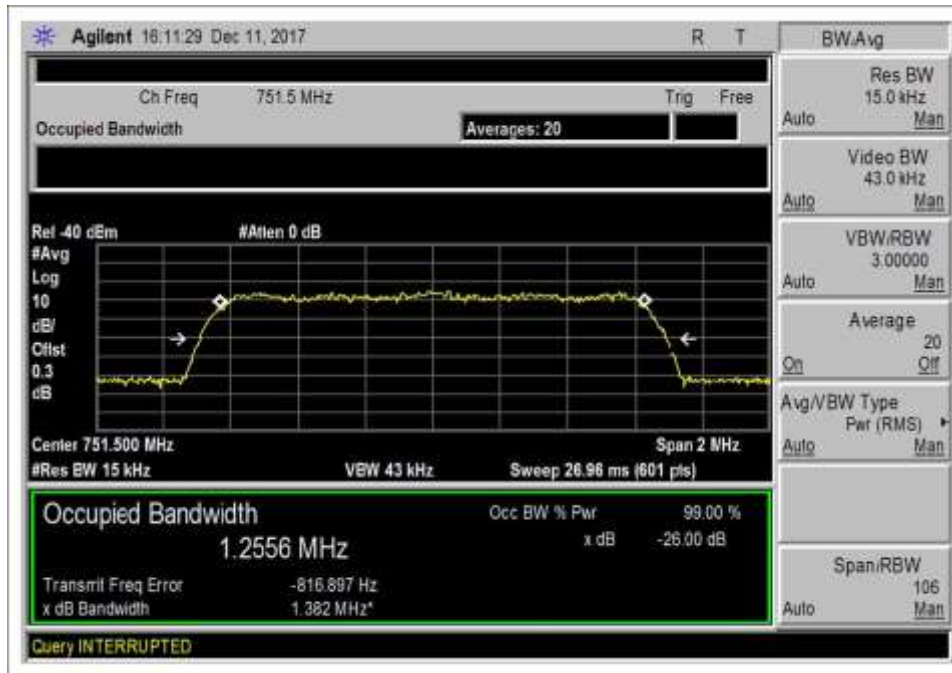 Agilent 16:11:29 Dec 11, 2017 R T
Ch Freq 751.5 MHz Trig Free
Occupied Bandwidth Averages: 20
Ref -40 dBm #Atten 0 dB
#Avg
Log
10
dB/
Offst
0.3
dB
Center 751.500 MHz Span 2 MHz
#Res BW 15 kHz VBW 43 kHz Sweep 26.96 ms (601 pts)
Occupied Bandwidth Occ BW % Pwr 99.00 %
1.2556 MHz x dB -26.00 dB
Transmit Freq Error -816.897 Hz
x dB Bandwidth 1.382 MHz*
Query INTERRUPTED
BW/Avg
Res BW
15.0 kHz
Auto Man
Video BW
43.0 kHz
Auto Man
VBW/RBW
3.00000
Auto Man
Average
20
On Off
Avg/VBW Type
Pwr (RMS)
Auto Man
Span/RBW
106
Auto Man